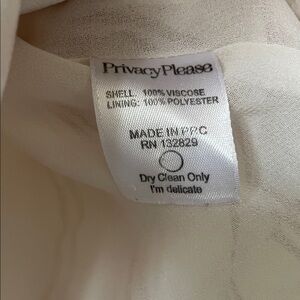 PrivacyPlease
SHELL: 100% VISCOSE
LINING: 100% POLYESTER
MADE IN PRC
RN 132829
Dry Clean Only
I'm delicate